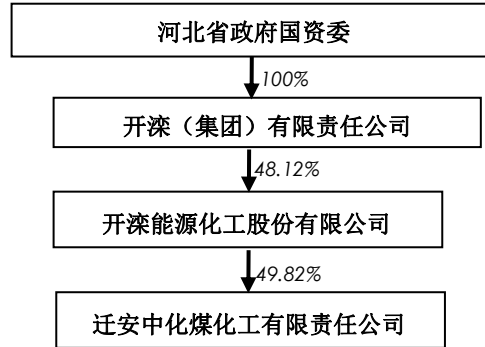 河北省政府国资委
100%
开滦（集团）有限责任公司
48.12%
开滦能源化工股份有限公司
49.82%
迁安中化煤化工有限责任公司